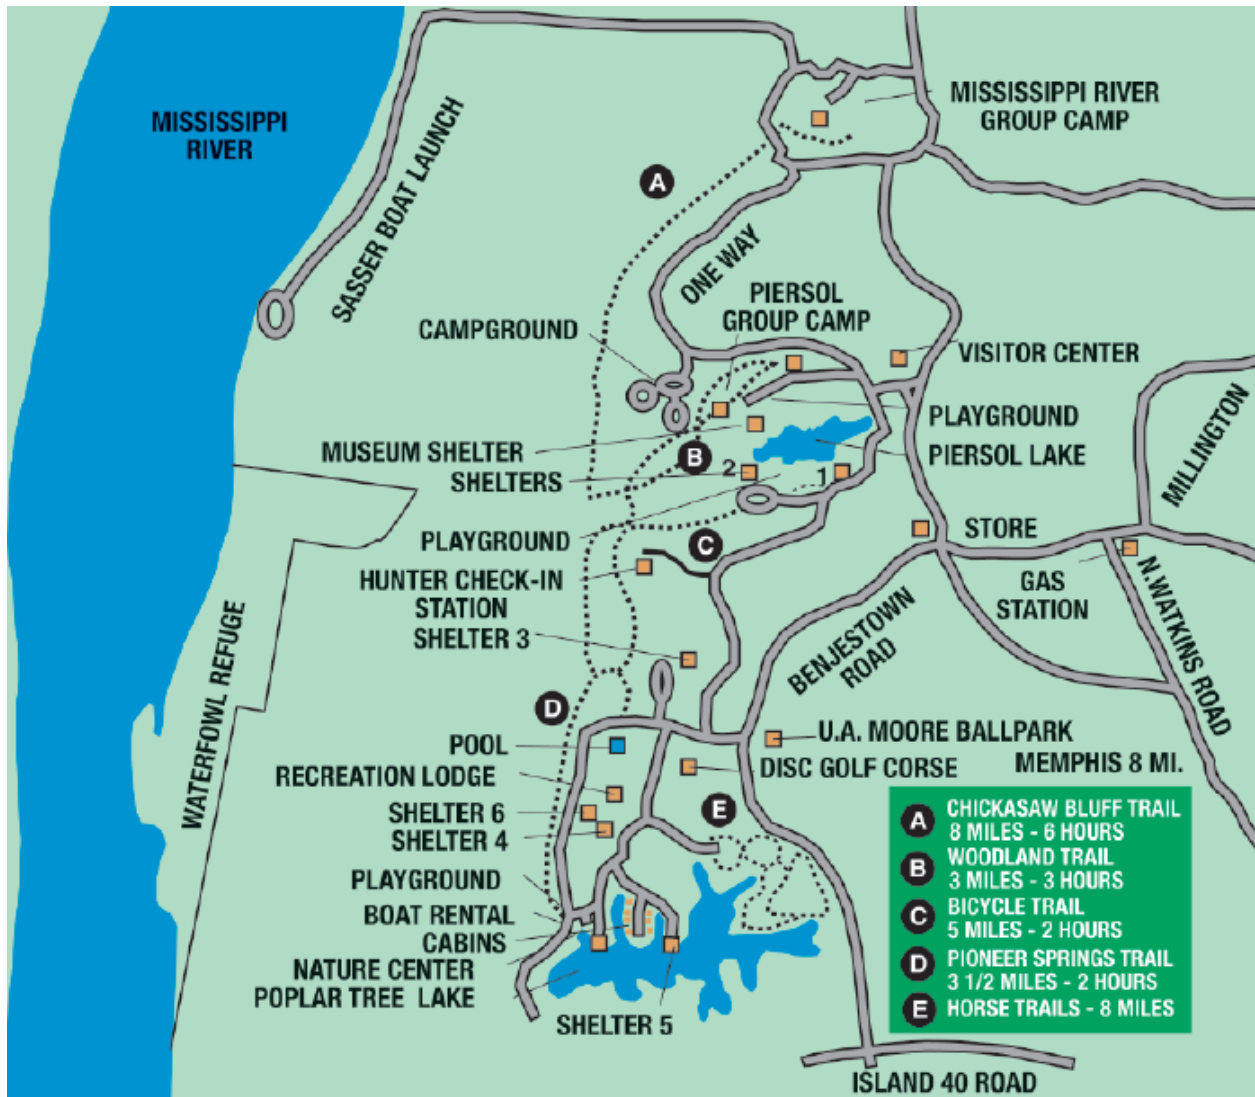 MISSISSIPPI
RIVER
SASSER BOAT LAUNCH
MISSISSIPPI RIVER
GROUP CAMP
A
ONE WAY
PIERSOL
GROUP CAMP
CAMPGROUND
VISITOR CENTER
PLAYGROUND
MUSEUM SHELTER
PIERSOL LAKE
MILLINGTON
B
SHELTERS
2
1
PLAYGROUND
C
STORE
HUNTER CHECK-IN
STATION
GAS
STATION
N.WATKINS ROAD
SHELTER 3
BENJESTOWN
ROAD
WATERFOWL REFUGE
D
POOL
U.A. MOORE BALLPARK
RECREATION LODGE
DISC GOLF CORSE
MEMPHIS 8 MI.
SHELTER 6
SHELTER 4
E
PLAYGROUND
BOAT RENTAL
CABINS
NATURE CENTER
POPLAR TREE LAKE
SHELTER 5
ISLAND 40 ROAD
A CHICKASAW BLUFF TRAIL
8 MILES - 6 HOURS
B WOODLAND TRAIL
3 MILES - 3 HOURS
C BICYCLE TRAIL
5 MILES - 2 HOURS
D PIONEER SPRINGS TRAIL
3 1/2 MILES - 2 HOURS
E HORSE TRAILS - 8 MILES